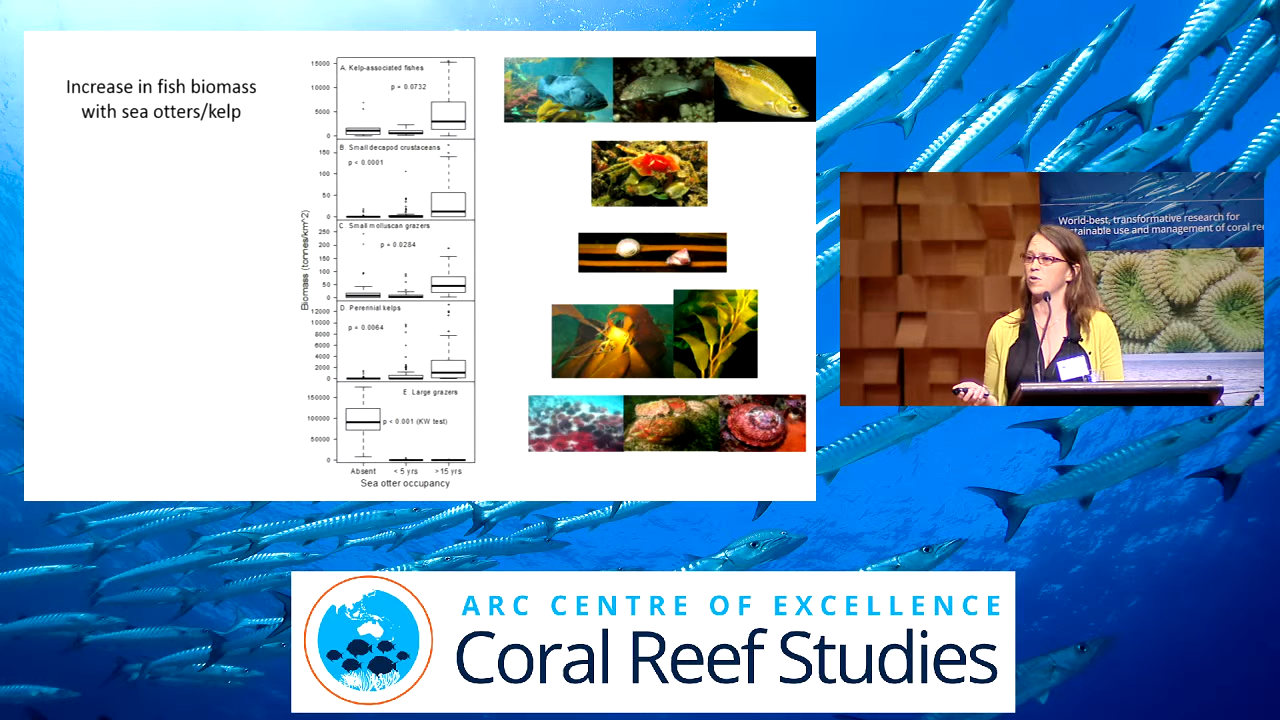 Increase in fish biomass
with sea otters/kelp
Biomass (tonnes/km^2)
A. Kelp-associated fishes
p = 0.0732
15000
10000
5000
0
B. Small decapod crustaceans
p < 0.0001
150
100
50
0
C. Small molluscan grazers
p = 0.0284
250
200
150
100
50
0
D. Perennial kelps
p = 0.0064
12000
10000
8000
6000
4000
2000
0
E. Large grazers
p < 0.001 (KW test)
150000
100000
50000
0
Absent < 5 yrs >15 yrs
Sea otter occupancy
World-best, transformative research for
stainable use and management of coral ree
ARC CENTRE OF EXCELLENCE
Coral Reef Studies